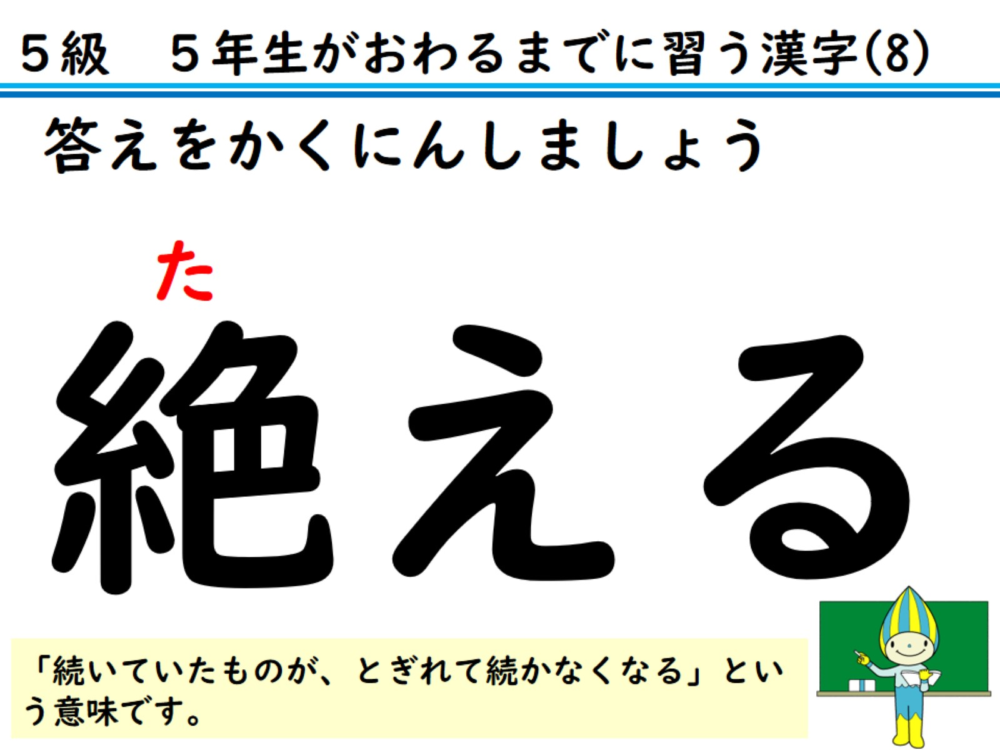 ５級　５年生がおわるまでに習う漢字(8)
答えをかくにんしましょう
た
絶える
「続いていたものが、とぎれて続かなくなる」とい
う意味です。